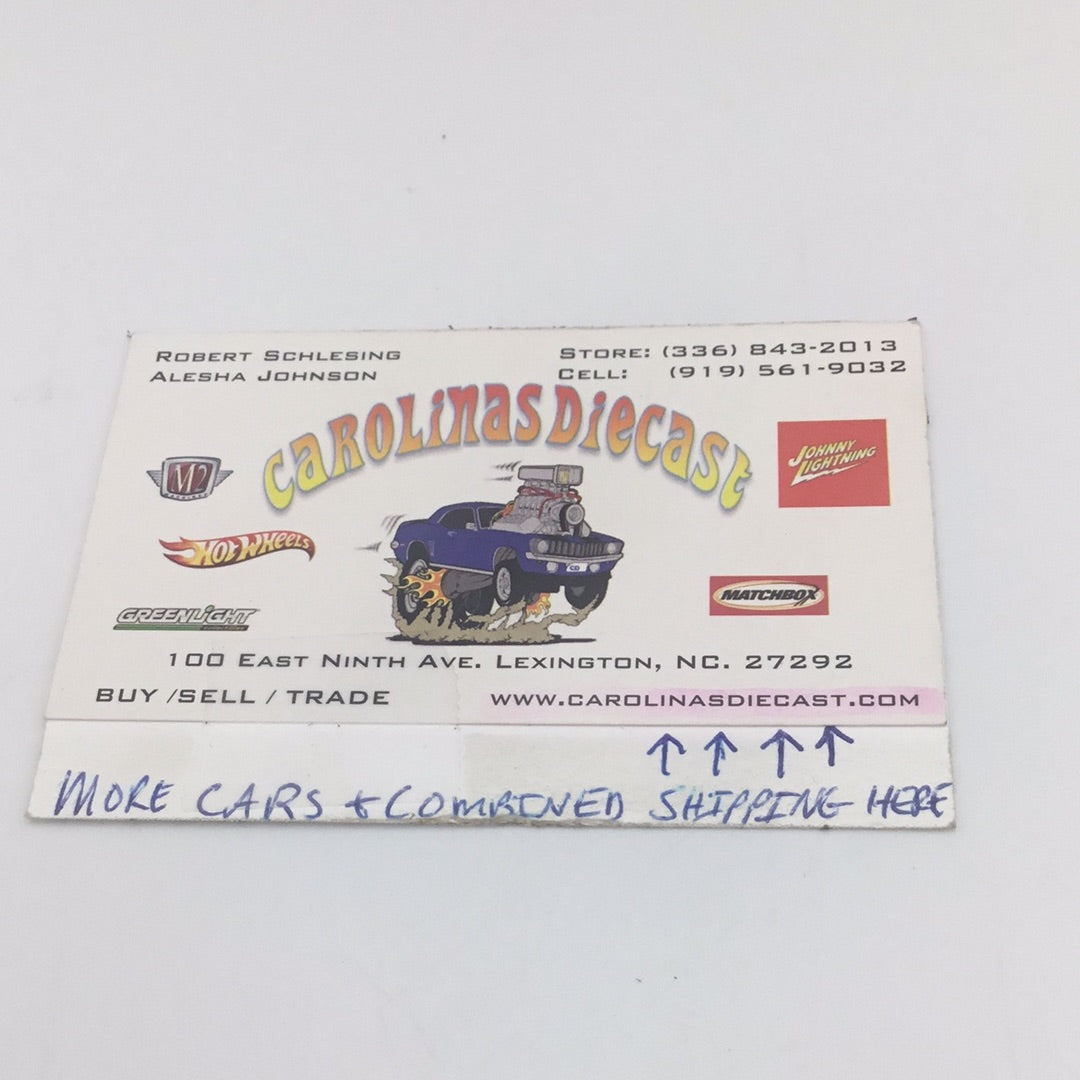 ROBERT SCHLESING
ALESHA JOHNSON
STORE: (336) 843-2013
CELL: (919) 561-9032
CAROLINAS DIECAST
M2
JOHNNY LIGHTNING
HOT WHEELS
MATCHBOX
GREENLIGHT
CD
100 EAST NINTH AVE. LEXINGTON, NC. 27292
BUY /SELL / TRADE
WWW.CAROLINASDIECAST.COM
↑ ↑ ↑ ↑
MORE CARS & COMBINED SHIPPING HERE